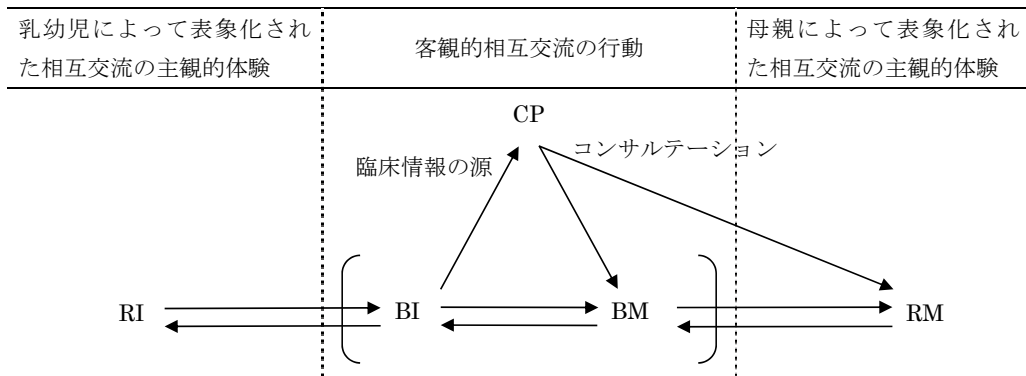 乳幼児によって表象化され
た相互交流の主観的体験
客観的相互交流の行動
母親によって表象化され
た相互交流の主観的体験
CP
コンサルテーション
臨床情報の源
RI
BI
BM
RM